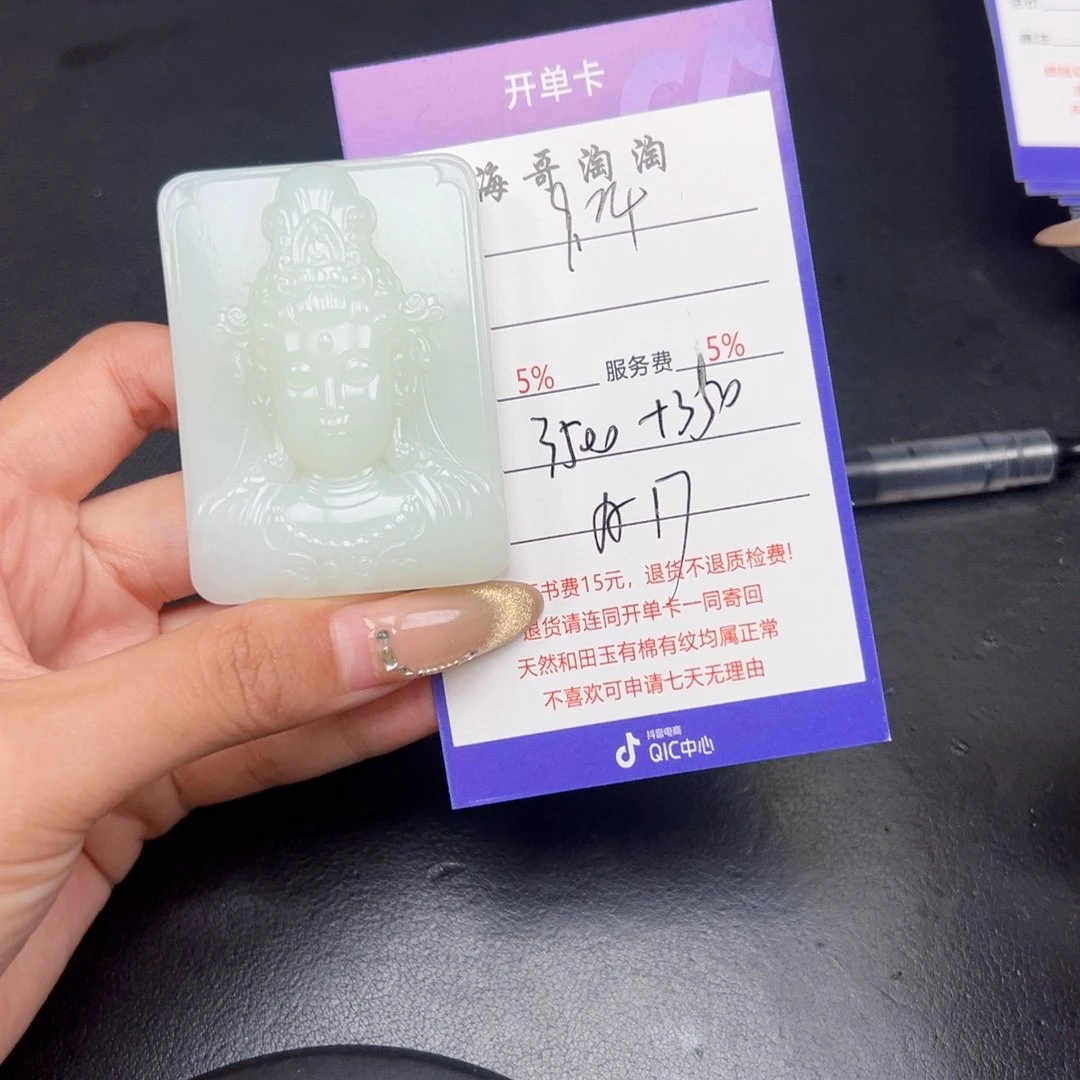 开单卡
海哥淘淘
9.24
5% 服务费 5%
3500 +350
书费15元，退货不退质检费！
退货请连同开单卡一同寄回
天然和田玉有棉有纹均属正常
不喜欢可申请七天无理由
抖音电商
QIC中心